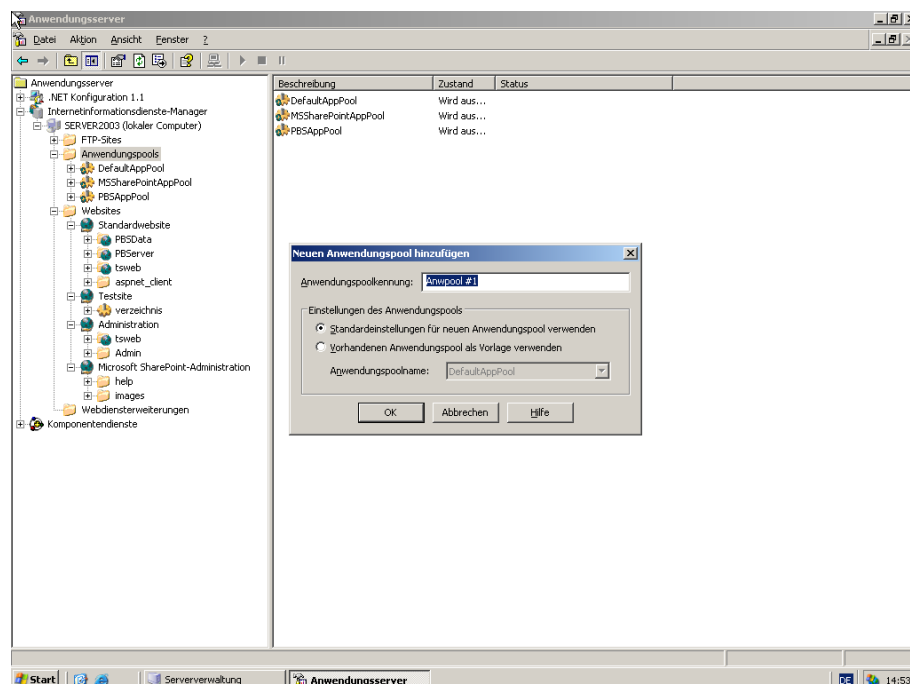 Anwendungsserver
Datei Aktion Ansicht Fenster ?
Anwendungsserver
.NET Konfiguration 1.1
Internetinformationsdienste-Manager
SERVER2003 (lokaler Computer)
FTP-Sites
Anwendungspools
DefaultAppPool
MSSharePointAppPool
PBSAppPool
Websites
Standardwebsite
PBSData
PBServer
tsweb
aspnet_client
Testsite
verzeichnis
Administration
tsweb
Admin
Microsoft SharePoint-Administration
help
images
Webdiensterweiterungen
Komponentendienste
Beschreibung Zustand Status
DefaultAppPool Wird aus...
MSSharePointAppPool Wird aus...
PBSAppPool Wird aus...
Neuen Anwendungspool hinzufügen
Anwendungspoolkennung: Anwpool #1
Einstellungen des Anwendungspools
Standardeinstellungen für neuen Anwendungspool verwenden
Vorhandenen Anwendungspool als Vorlage verwenden
Anwendungspoolname: DefaultAppPool
OK Abbrechen Hilfe
Start Serververwaltung Anwendungsserver DE 14:53